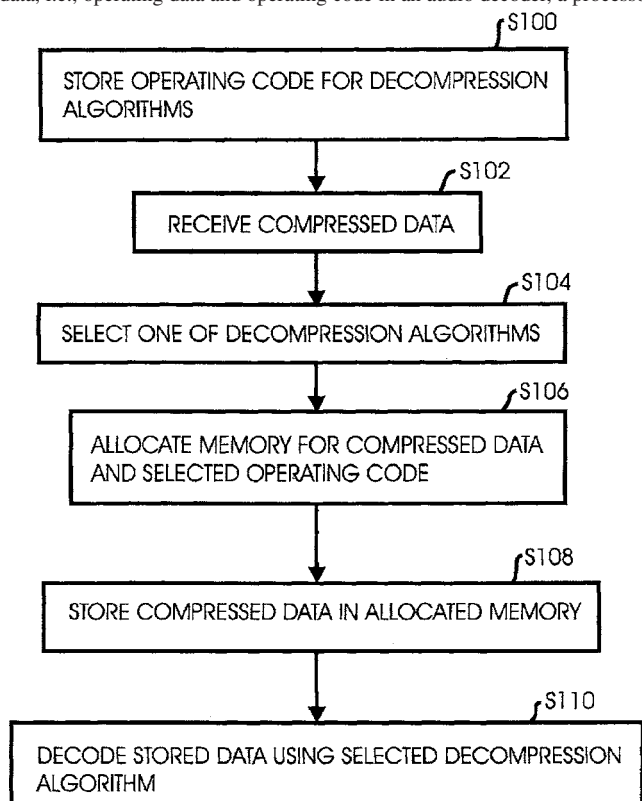 data, i.e., operating data and operating code in an audio decoder, a process
S100
STORE OPERATING CODE FOR DECOMPRESSION
ALGORITHMS
S102
RECEIVE COMPRESSED DATA
S104
SELECT ONE OF DECOMPRESSION ALGORITHMS
S106
ALLOCATE MEMORY FOR COMPRESSED DATA
AND SELECTED OPERATING CODE
S108
STORE COMPRESSED DATA IN ALLOCATED MEMORY
S110
DECODE STORED DATA USING SELECTED DECOMPRESSION
ALGORITHM